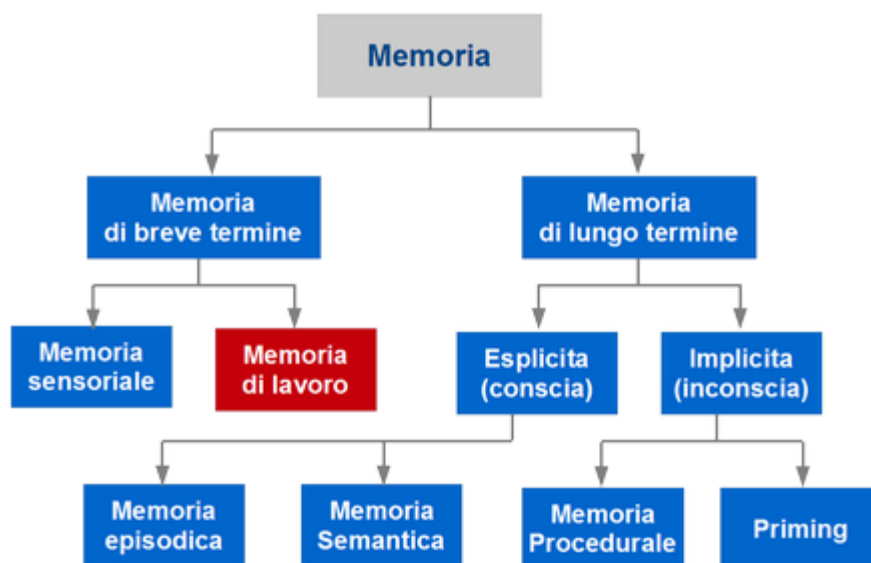 Memoria
Memoria
di breve termine
Memoria
di lungo termine
Memoria
sensoriale
Memoria
di lavoro
Esplicita
(conscia)
Implicita
(inconscia)
Memoria
episodica
Memoria
Semantica
Memoria
Procedurale
Priming